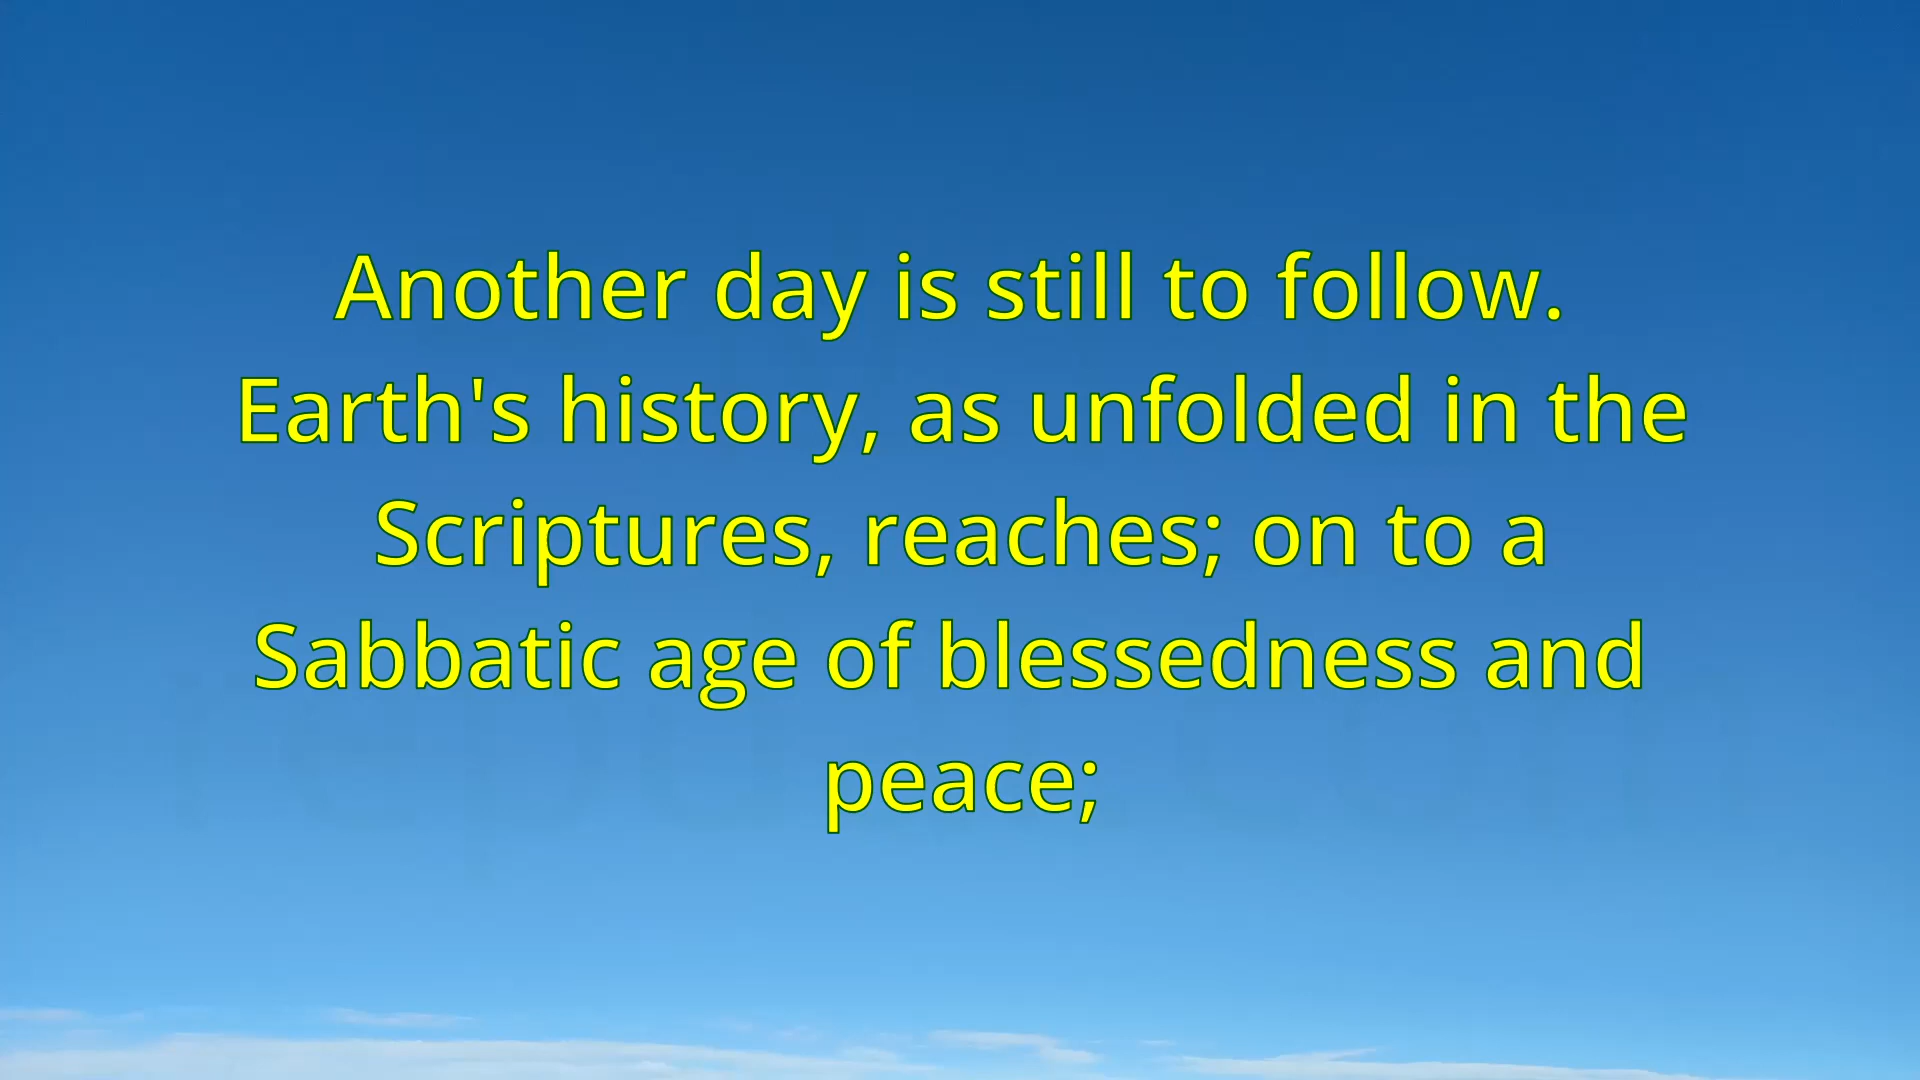 Another day is still to follow.
Earth's history, as unfolded in the
Scriptures, reaches; on to a
Sabbatic age of blessedness and
peace;